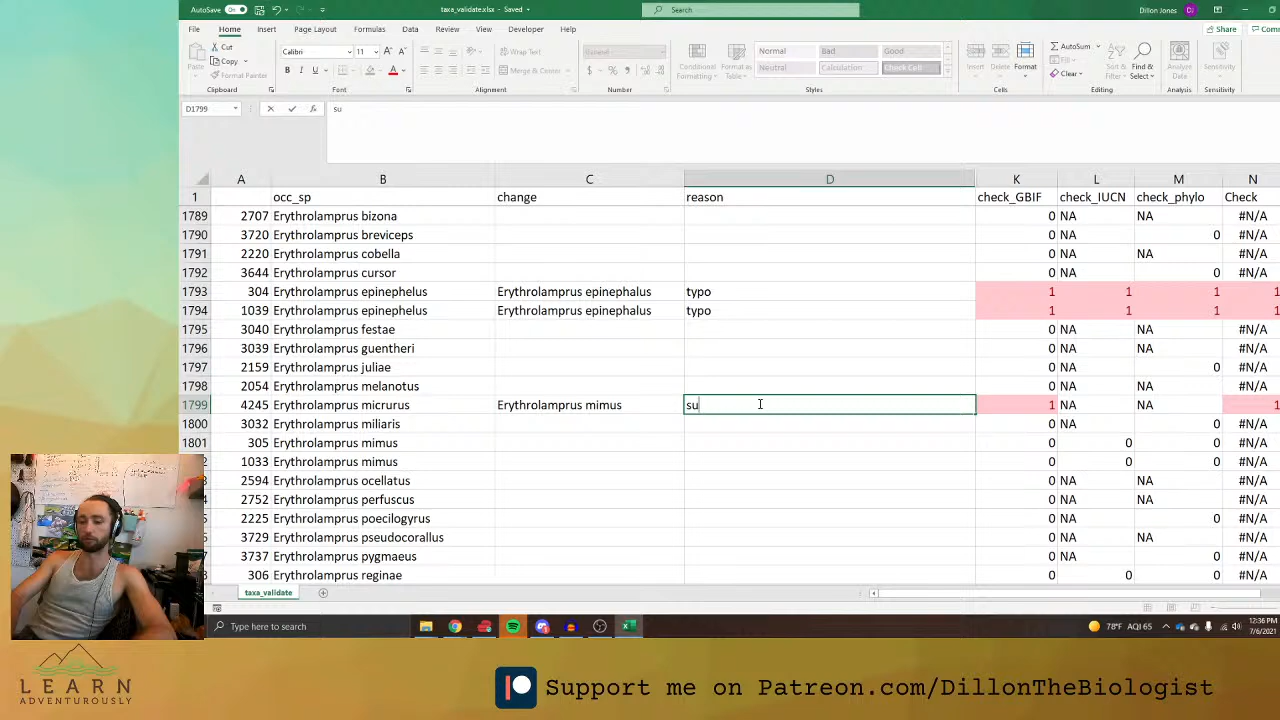 AutoSave On taxa_validate.xlsx - Saved Search Dillon Jones CJ
File Home Insert Page Layout Formulas Data Review View Developer Help Share
Paste Cut Copy Format Painter Calibri 11 Wrap Text Merge & Center General Conditional Formatting Format as Table Normal Bad Good Neutral Calculation Check Cell Insert Delete Format AutoSum Fill Clear Sort & Filter Find & Select Analyze Data Sensitivity
Clipboard Font Alignment Number Styles Cells Editing Analysis Sensitivity
D1799 su
A B C D K L M N
1 occ_sp change reason check_GBIF check_IUCN check_phylo Check
1789 2707 Erythrolamprus bizona 0 NA NA #N/A
1790 3720 Erythrolamprus breviceps 0 NA 0 #N/A
1791 2220 Erythrolamprus cobella 0 NA NA #N/A
1792 3644 Erythrolamprus cursor 0 NA 0 #N/A
1793 304 Erythrolamprus epinephelus Erythrolamprus epinephalus typo 1 1 1 1
1794 1039 Erythrolamprus epinephelus Erythrolamprus epinephalus typo 1 1 1 1
1795 3040 Erythrolamprus festae 0 NA NA #N/A
1796 3039 Erythrolamprus guentheri 0 NA NA #N/A
1797 2159 Erythrolamprus juliae 0 NA 0 #N/A
1798 2054 Erythrolamprus melanotus 0 NA NA #N/A
1799 4245 Erythrolamprus micrurus Erythrolamprus mimus su 1 NA NA 1
1800 3032 Erythrolamprus miliaris 0 NA 0 #N/A
1801 305 Erythrolamprus mimus 0 0 0 #N/A
1033 Erythrolamprus mimus 0 0 0 #N/A
2594 Erythrolamprus ocellatus 0 NA NA #N/A
2752 Erythrolamprus perfuscus 0 NA NA #N/A
2225 Erythrolamprus poecilogyrus 0 NA 0 #N/A
3729 Erythrolamprus pseudocorallus 0 NA NA #N/A
3737 Erythrolamprus pygmaeus 0 NA 0 #N/A
306 Erythrolamprus reginae 0 0 0 #N/A
taxa_validate
Type here to search 78°F AQI 65 12:36 PM
7/6/2021
LEARN
ADVENTUROUSLY
Support me on Patreon.com/DillonTheBiologist